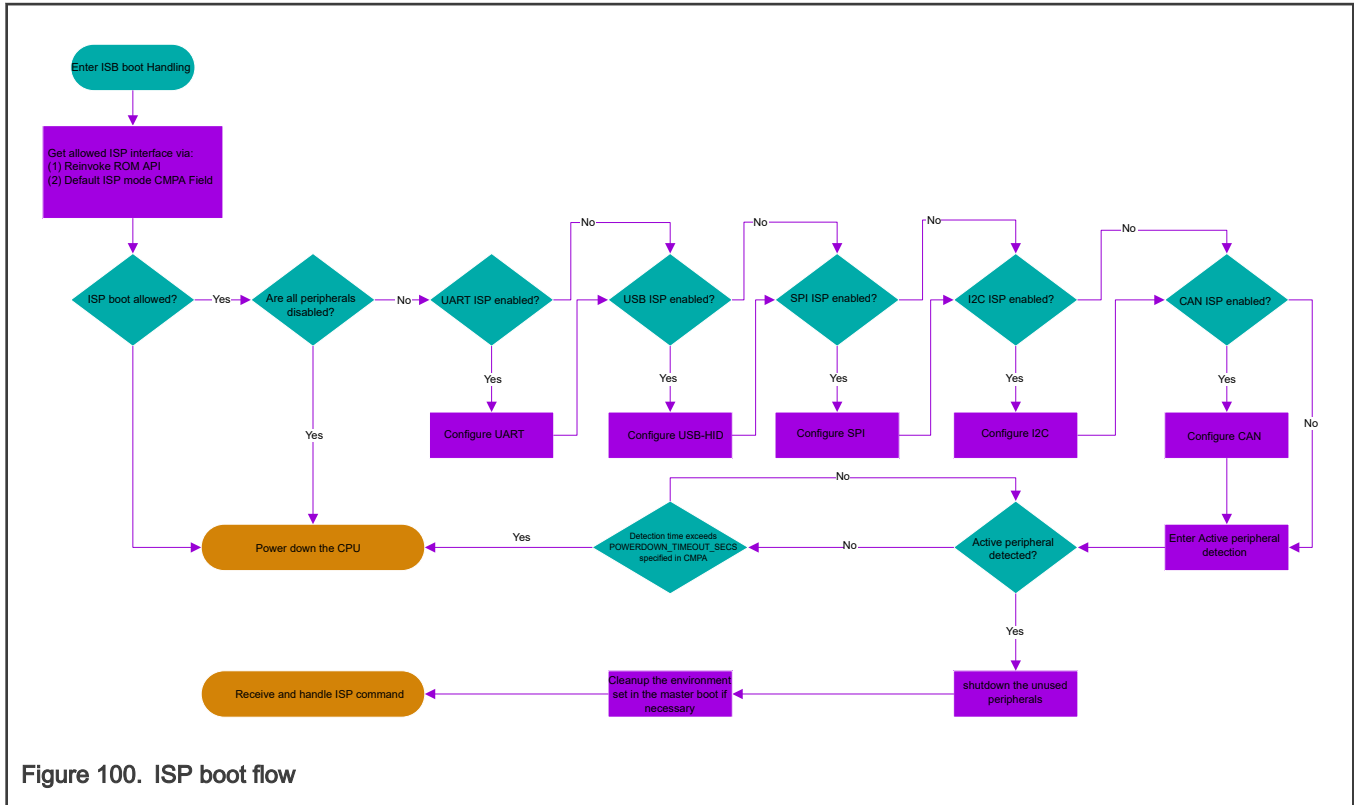 Enter ISB boot Handling
Get allowed ISP interface via:
(1) Reinvoke ROM API
(2) Default ISP mode CMPA Field
No
No
No
No
ISP boot allowed?
Yes
Are all peripherals
disabled?
No
UART ISP enabled?
USB ISP enabled?
SPI ISP enabled?
I2C ISP enabled?
CAN ISP enabled?
Yes
Yes
Yes
Yes
Yes
Yes
No
Configure UART
Configure USB-HID
Configure SPI
Configure I2C
Configure CAN
No
Power down the CPU
Yes
Detection time exceeds
POWERDOWN_TIMEOUT_SECS
specified in CMPA
No
Active peripheral
detected?
Enter Active peripheral
detection
Yes
Receive and handle ISP command
Cleanup the environment
set in the master boot if
necessary
shutdown the unused
peripherals
Figure 100. ISP boot flow